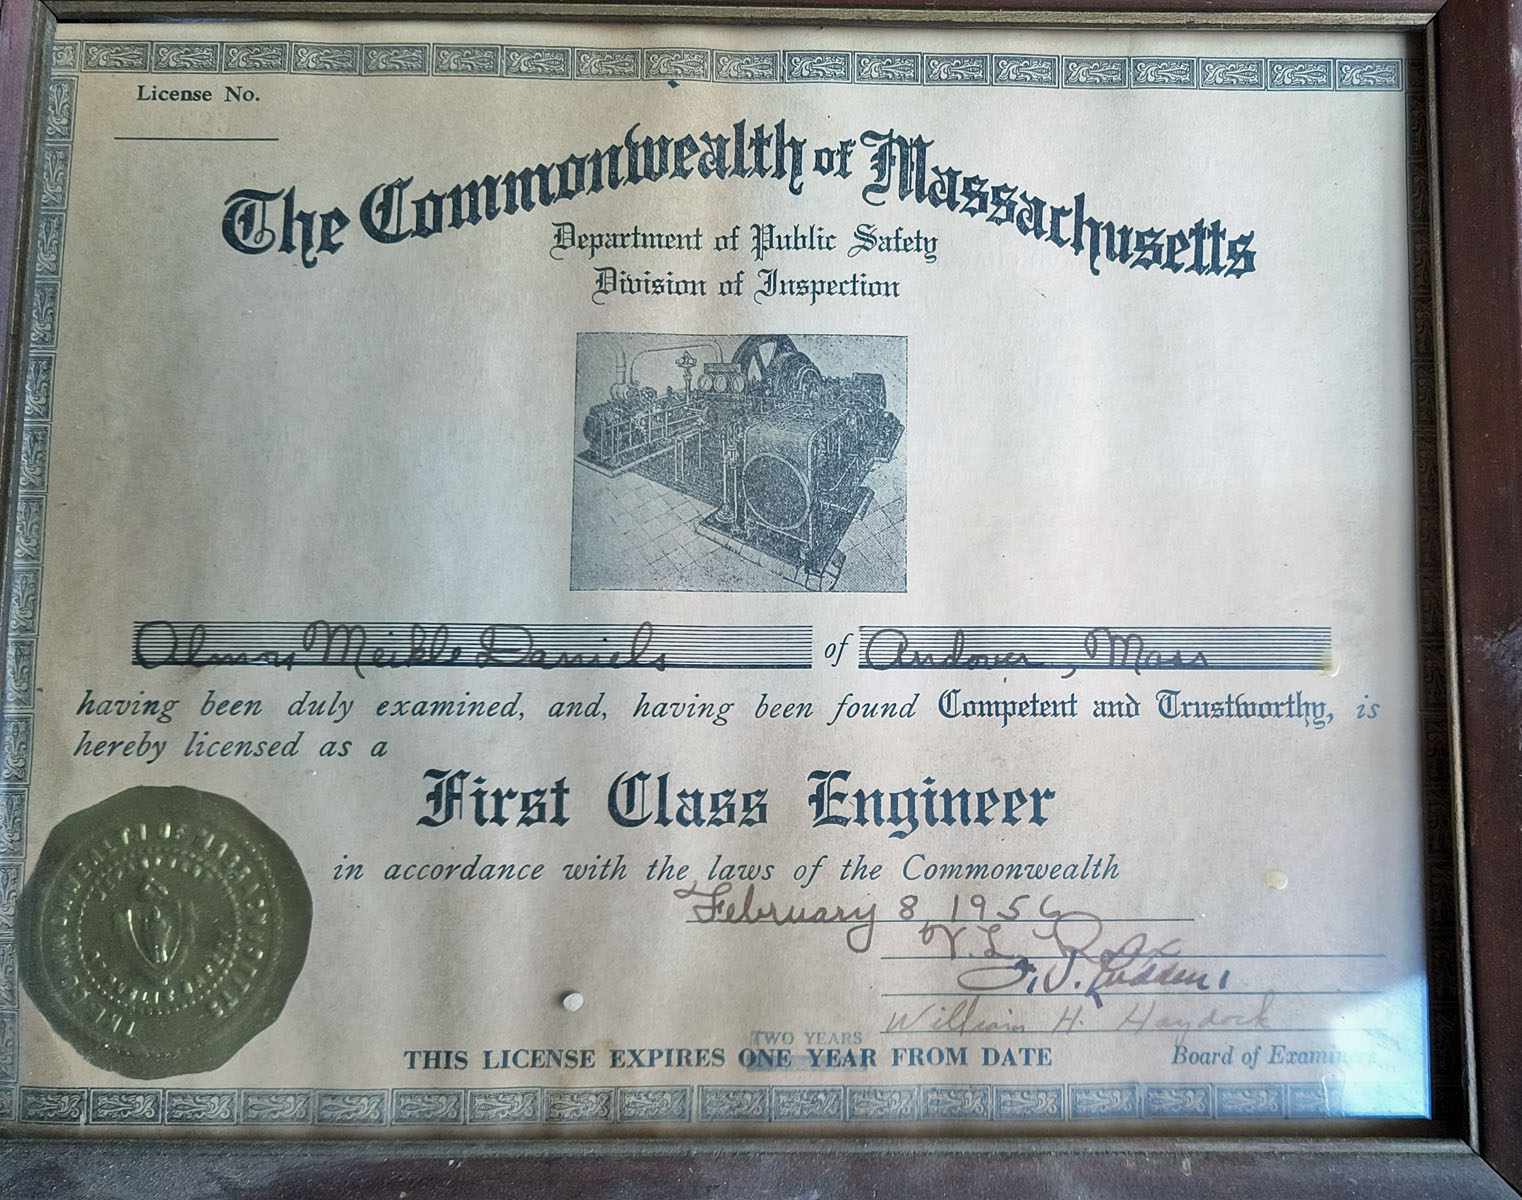 License No.
The Commonwealth of Massachusetts
Department of Public Safety
Division of Inspection
Meikle Daniels of Andover, Mass
having been duly examined, and, having been found Competent and Trustworthy, is
hereby licensed as a
First Class Engineer
in accordance with the laws of the Commonwealth
February 8, 1956
William H. Haydock
TWO YEARS
THIS LICENSE EXPIRES ONE YEAR FROM DATE
Board of Examiners